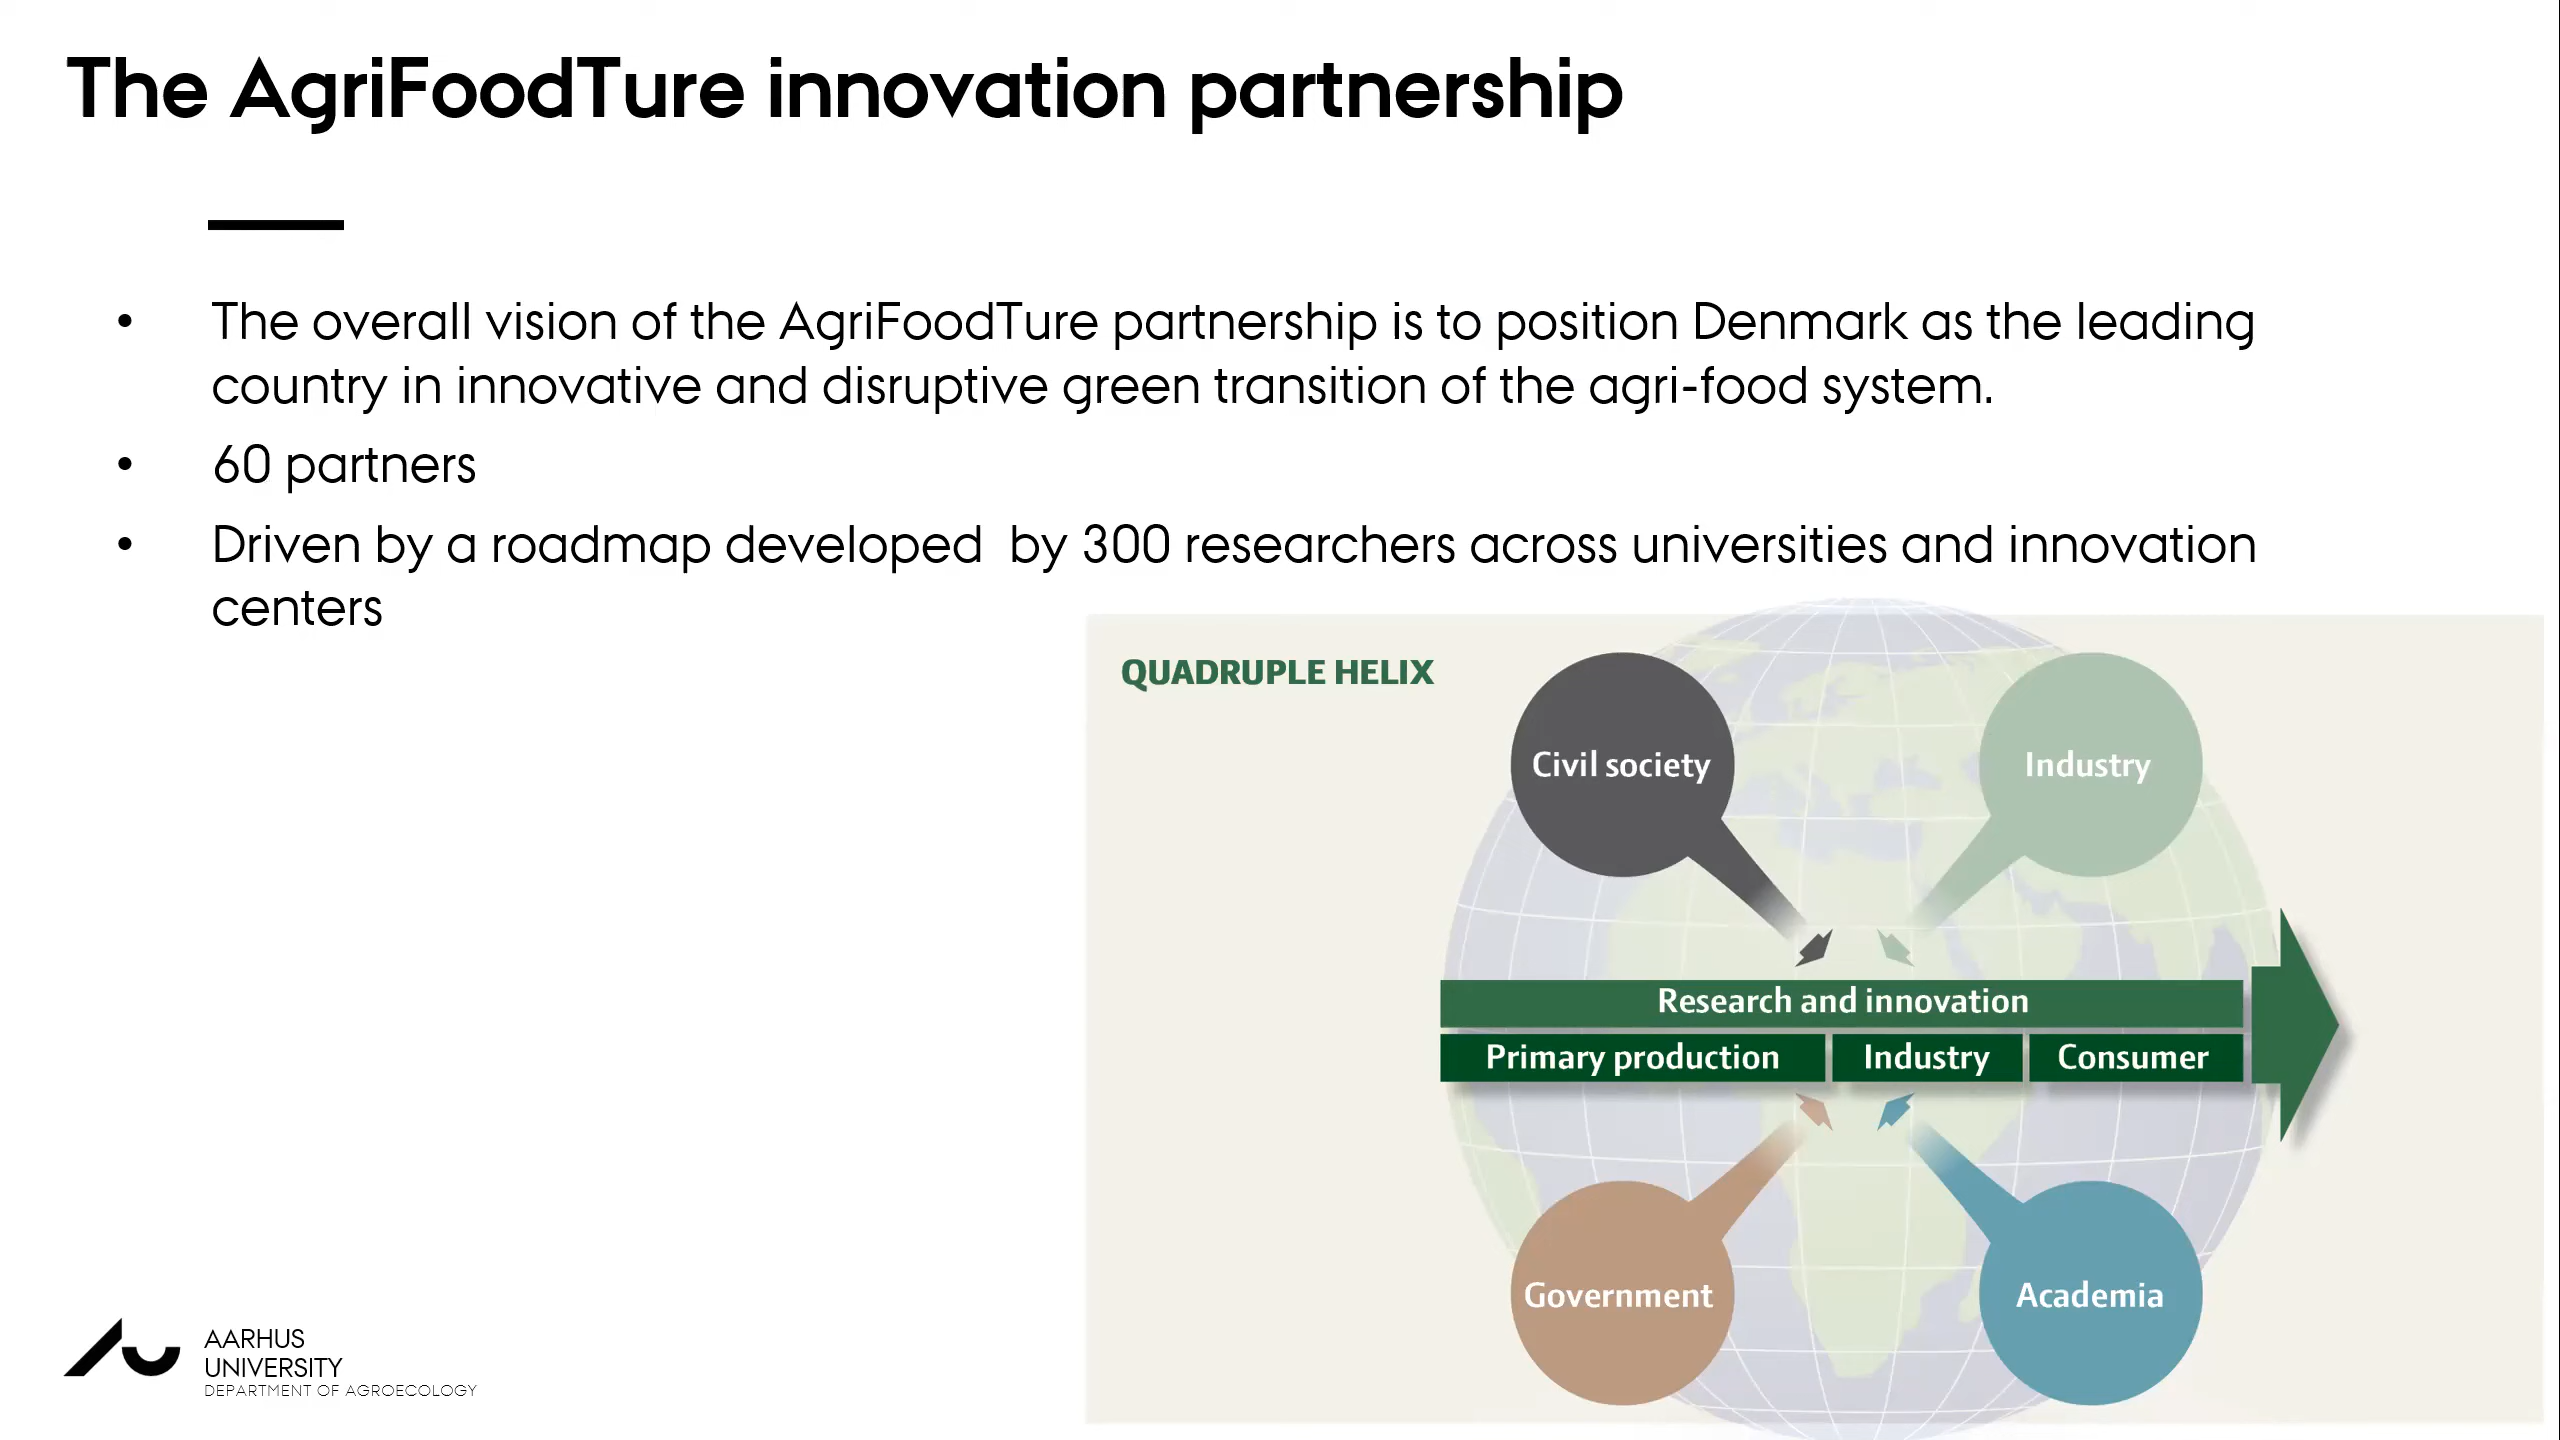 The AgriFoodTure innovation partnership
• The overall vision of the AgriFoodTure partnership is to position Denmark as the leading
country in innovative and disruptive green transition of the agri-food system.
• 60 partners
• Driven by a roadmap developed  by 300 researchers across universities and innovation
centers
QUADRUPLE HELIX
Civil society
Industry
Research and innovation
Primary production
Industry
Consumer
Government
Academia
AARHUS
UNIVERSITY
DEPARTMENT OF AGROECOLOGY